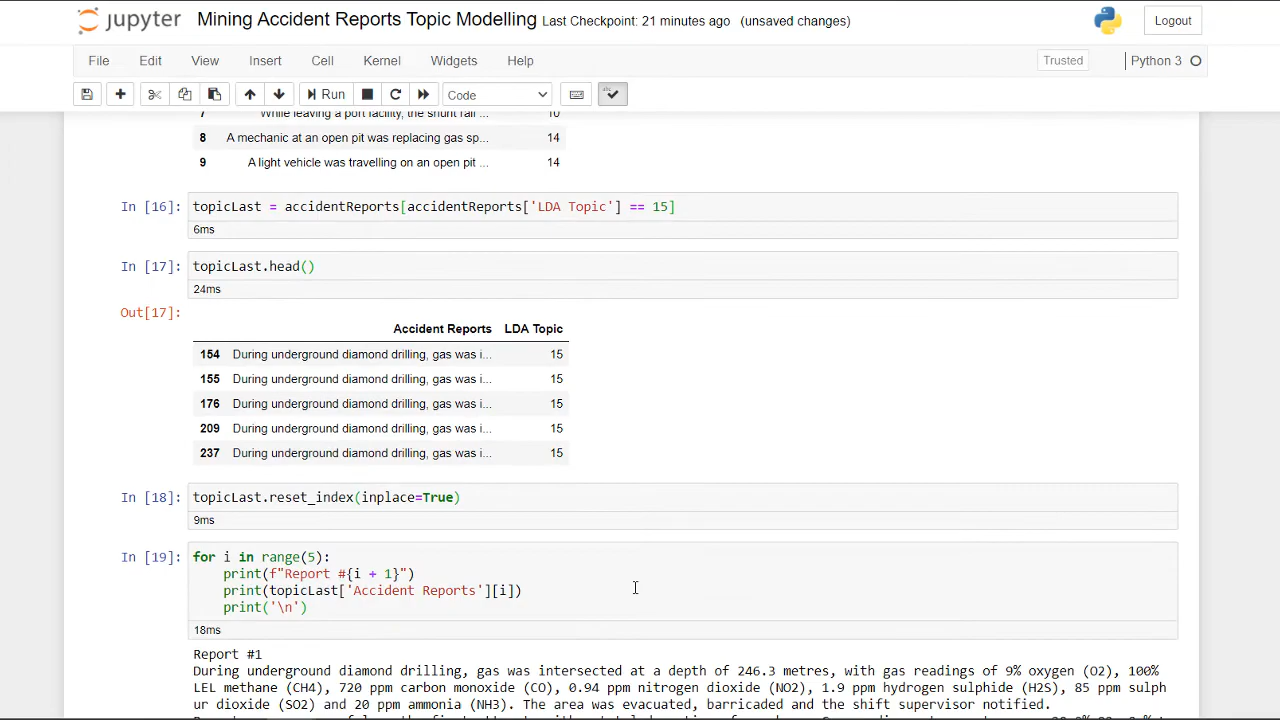 jupyter Mining Accident Reports Topic Modelling Last Checkpoint: 21 minutes ago (unsaved changes) Logout
File Edit View Insert Cell Kernel Widgets Help Trusted Python 3
Run Code
7 While leaving a port facility, the shunt fail ... 10
8 A mechanic at an open pit was replacing gas sp... 14
9 A light vehicle was travelling on an open pit ... 14
In [16]: topicLast = accidentReports[accidentReports['LDA Topic'] == 15]
6ms
In [17]: topicLast.head()
24ms
Out[17]:
Accident Reports LDA Topic
154 During underground diamond drilling, gas was i... 15
155 During underground diamond drilling, gas was i... 15
176 During underground diamond drilling, gas was i... 15
209 During underground diamond drilling, gas was i... 15
237 During underground diamond drilling, gas was i... 15
In [18]: topicLast.reset_index(inplace=True)
9ms
In [19]: for i in range(5):
print(f"Report #{i + 1}")
print(topicLast['Accident Reports'][i])
print('\n')
18ms
Report #1
During underground diamond drilling, gas was intersected at a depth of 246.3 metres, with gas readings of 9% oxygen (O2), 100%
LEL methane (CH4), 720 ppm carbon monoxide (CO), 0.94 ppm nitrogen dioxide (NO2), 1.9 ppm hydrogen sulphide (H2S), 85 ppm sulph
ur dioxide (SO2) and 20 ppm ammonia (NH3). The area was evacuated, barricaded and the shift supervisor notified.